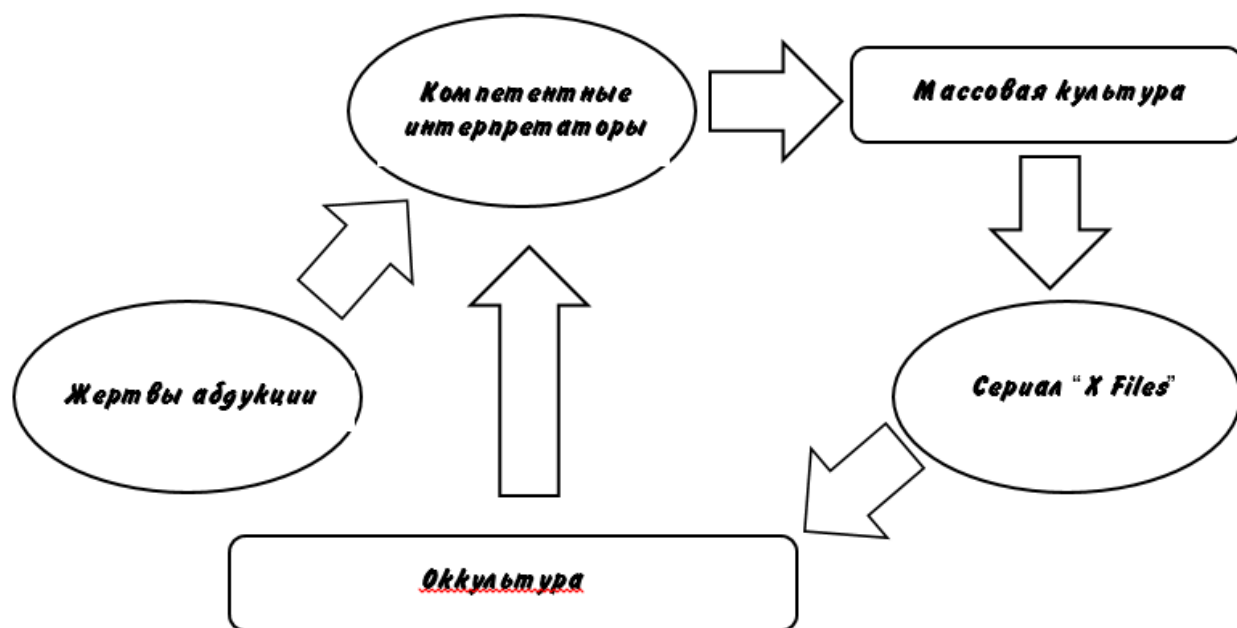 Компетентные
интерпретаторы
Массовая культура
Жертвы абдукции
Сериал “X Files”
Оккультура